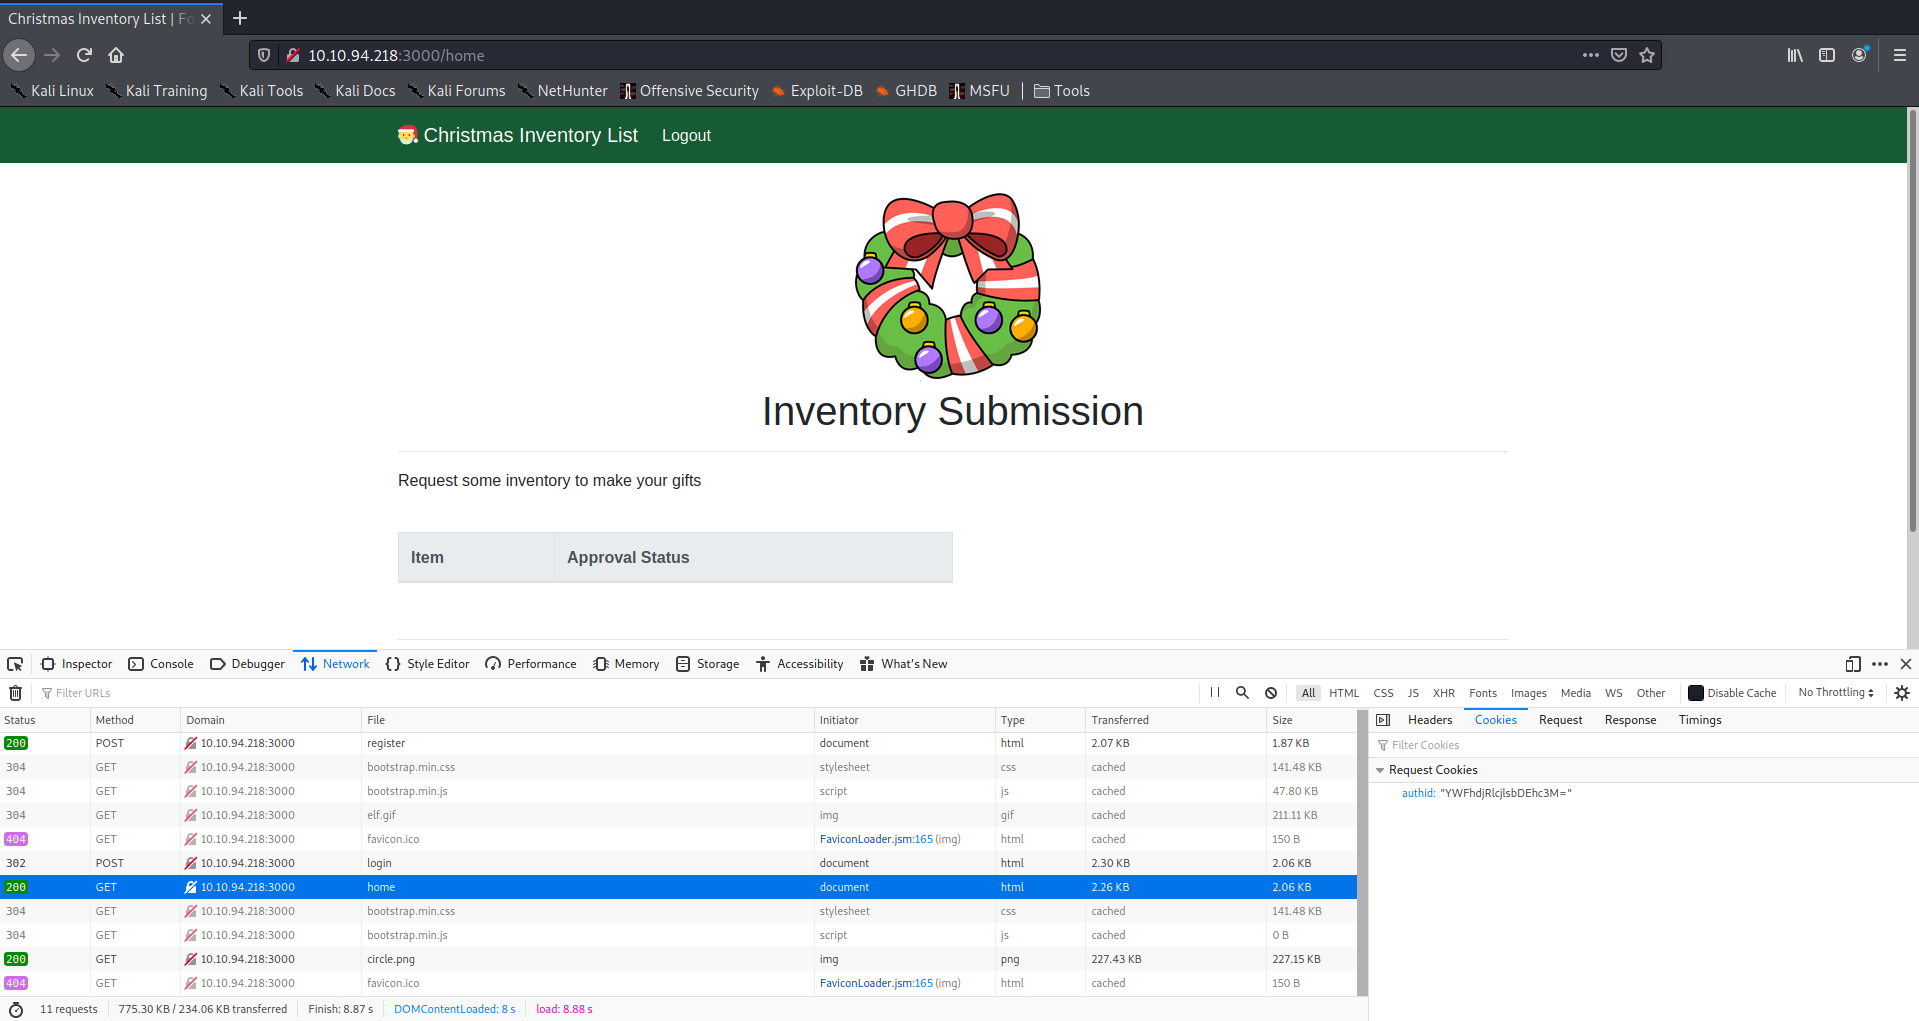 Christmas Inventory List | Fo
10.10.94.218:3000/home
Kali Linux Kali Training Kali Tools Kali Docs Kali Forums NetHunter Offensive Security Exploit-DB GHDB MSFU Tools
Christmas Inventory List Logout
Inventory Submission
Request some inventory to make your gifts
Item Approval Status
Inspector Console Debugger Network Style Editor Performance Memory Storage Accessibility What's New
Filter URLs All HTML CSS JS XHR Fonts Images Media WS Other Disable Cache No Throttling
Status Method Domain File Initiator Type Transferred Size Headers Cookies Request Response Timings
200 POST 10.10.94.218:3000 register document html 2.07 KB 1.87 KB
Filter Cookies
304 GET 10.10.94.218:3000 bootstrap.min.css stylesheet css cached 141.48 KB
Request Cookies
304 GET 10.10.94.218:3000 bootstrap.min.js script js cached 47.80 KB
authid: "YWFhdjRlcjlsbDEhc3M="
304 GET 10.10.94.218:3000 elf.gif img gif cached 211.11 KB
404 GET 10.10.94.218:3000 favicon.ico FaviconLoader.jsm:165 (img) html cached 150 B
302 POST 10.10.94.218:3000 login document html 2.30 KB 2.06 KB
200 GET 10.10.94.218:3000 home document html 2.26 KB 2.06 KB
304 GET 10.10.94.218:3000 bootstrap.min.css stylesheet css cached 141.48 KB
304 GET 10.10.94.218:3000 bootstrap.min.js script js cached 0 B
200 GET 10.10.94.218:3000 circle.png img png 227.43 KB 227.15 KB
404 GET 10.10.94.218:3000 favicon.ico FaviconLoader.jsm:165 (img) html cached 150 B
11 requests 775.30 KB / 234.06 KB transferred Finish: 8.87 s DOMContentLoaded: 8 s load: 8.88 s